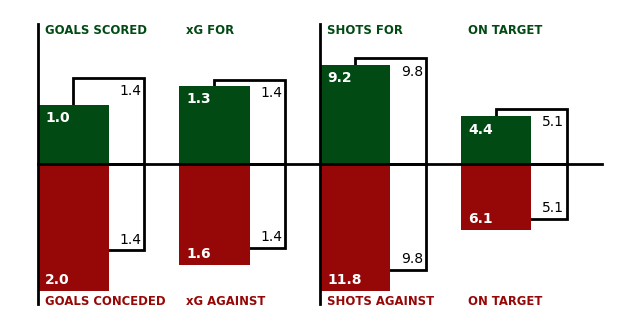 GOALS SCORED xG FOR SHOTS FOR ON TARGET
1.0 1.4 1.3 1.4 9.2 9.8 4.4 5.1
2.0 1.4 1.6 1.4 11.8 9.8 6.1 5.1
GOALS CONCEDED xG AGAINST SHOTS AGAINST ON TARGET